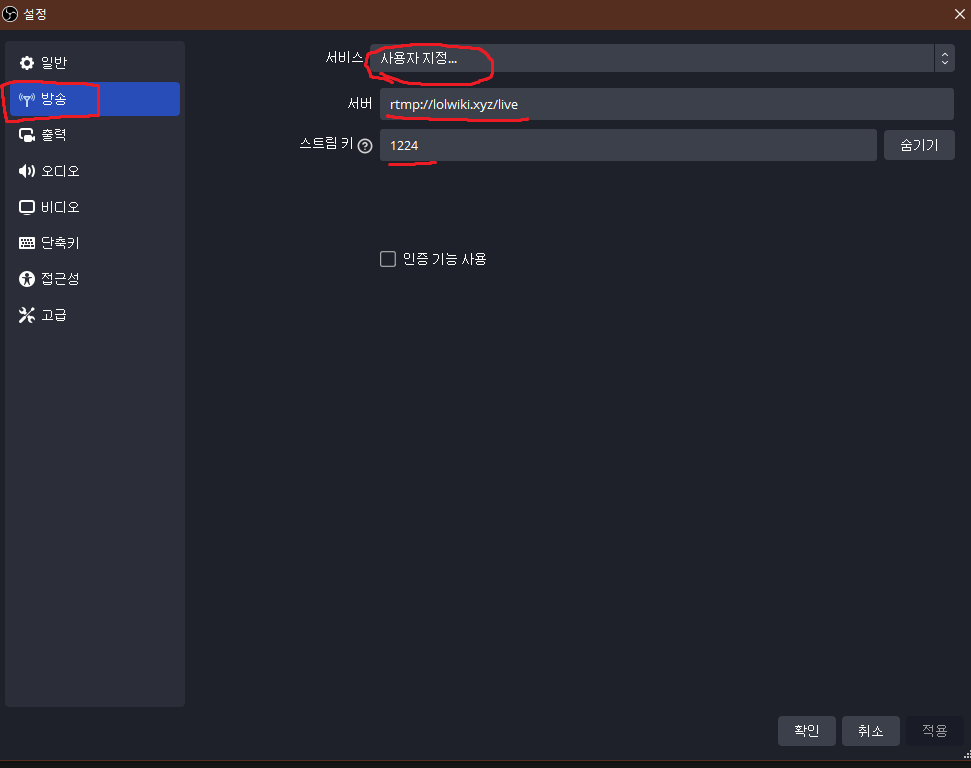 설정
일반
방송
출력
오디오
비디오
단축키
접근성
고급
서비스 사용자 지정...
서버 rtmp://lolwiki.xyz/live
스트림 키 1224 숨기기
인증 기능 사용
확인 취소 적용